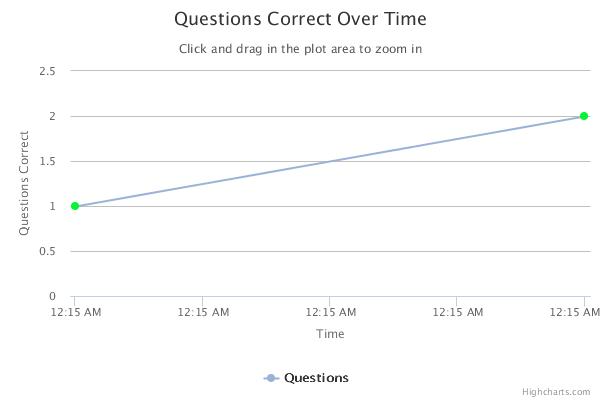 Questions Correct Over Time
Click and drag in the plot area to zoom in
2.5
2
1.5
1
0.5
0
Questions Correct
12:15 AM 12:15 AM 12:15 AM 12:15 AM 12:15 AM
Time
Questions
Highcharts.com